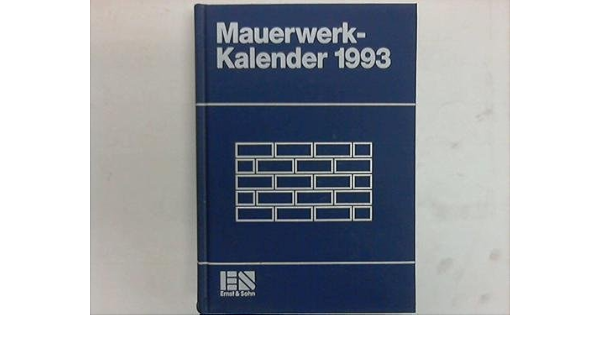 Mauerwerk-
Kalender 1993
Ernst & Sohn